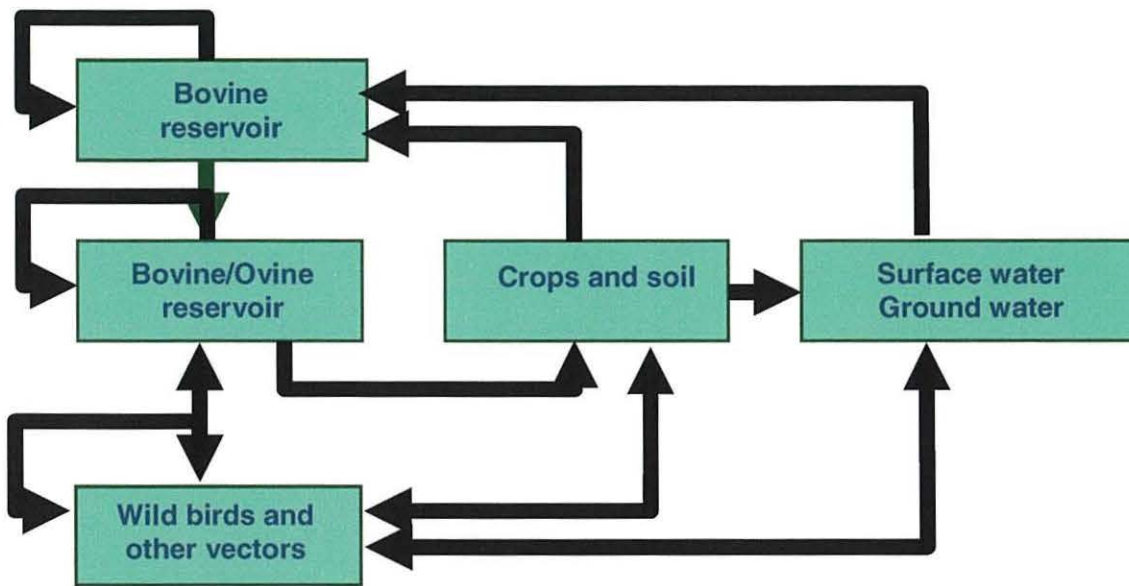 Bovine
reservoir
Bovine/Ovine
reservoir
Crops and soil
Surface water
Ground water
Wild birds and
other vectors